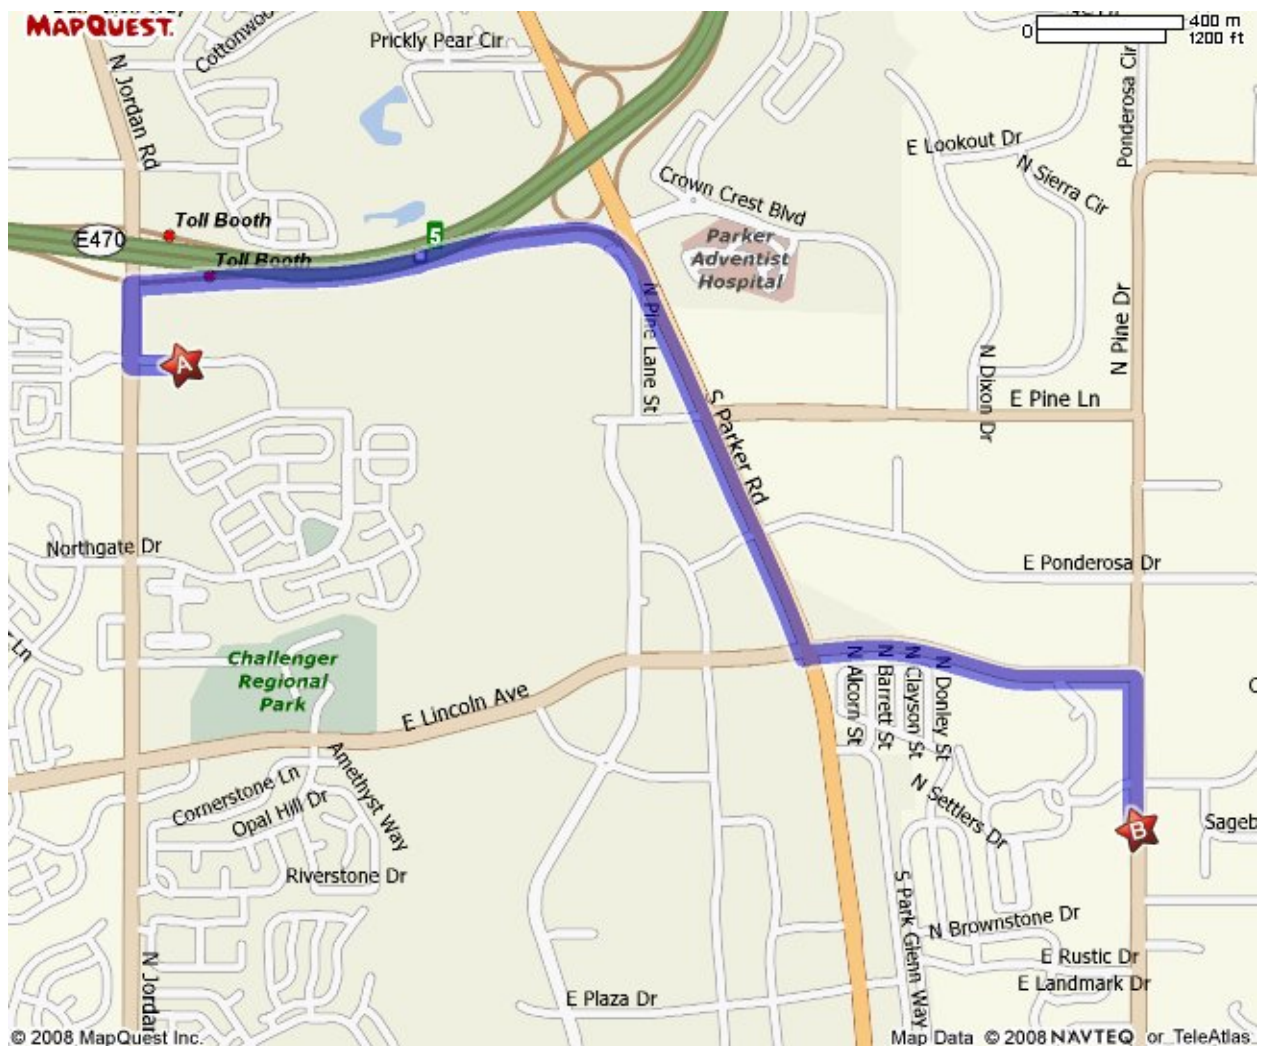 MAPQUEST.
0
400 m
1200 ft
Cottonwoo
Prickly Pear Cir
N Jordan Rd
Ponderosa Cir
E Lookout Dr
N Sierra Cir
Crown Crest Blvd
Toll Booth
E470
5
Toll Booth
Parker
Adventist
Hospital
N Pine Lane St
N Pine Dr
A
N Dixon Dr
E Pine Ln
S Parker Rd
Northgate Dr
E Ponderosa Dr
Ln
Challenger
Regional
Park
E Lincoln Ave
N Alcorn St
N Barrett St
N Clayson St
N Donley St
C
Amethyst Way
Cornerstone Ln
Opal Hill Dr
N Settlers Dr
B
Sageb
Riverstone Dr
S Park Glenn Way
N Brownstone Dr
E Rustic Dr
E Landmark Dr
N Jordan
E Plaza Dr
© 2008 MapQuest Inc.
Map Data © 2008 NAVTEQ or TeleAtlas